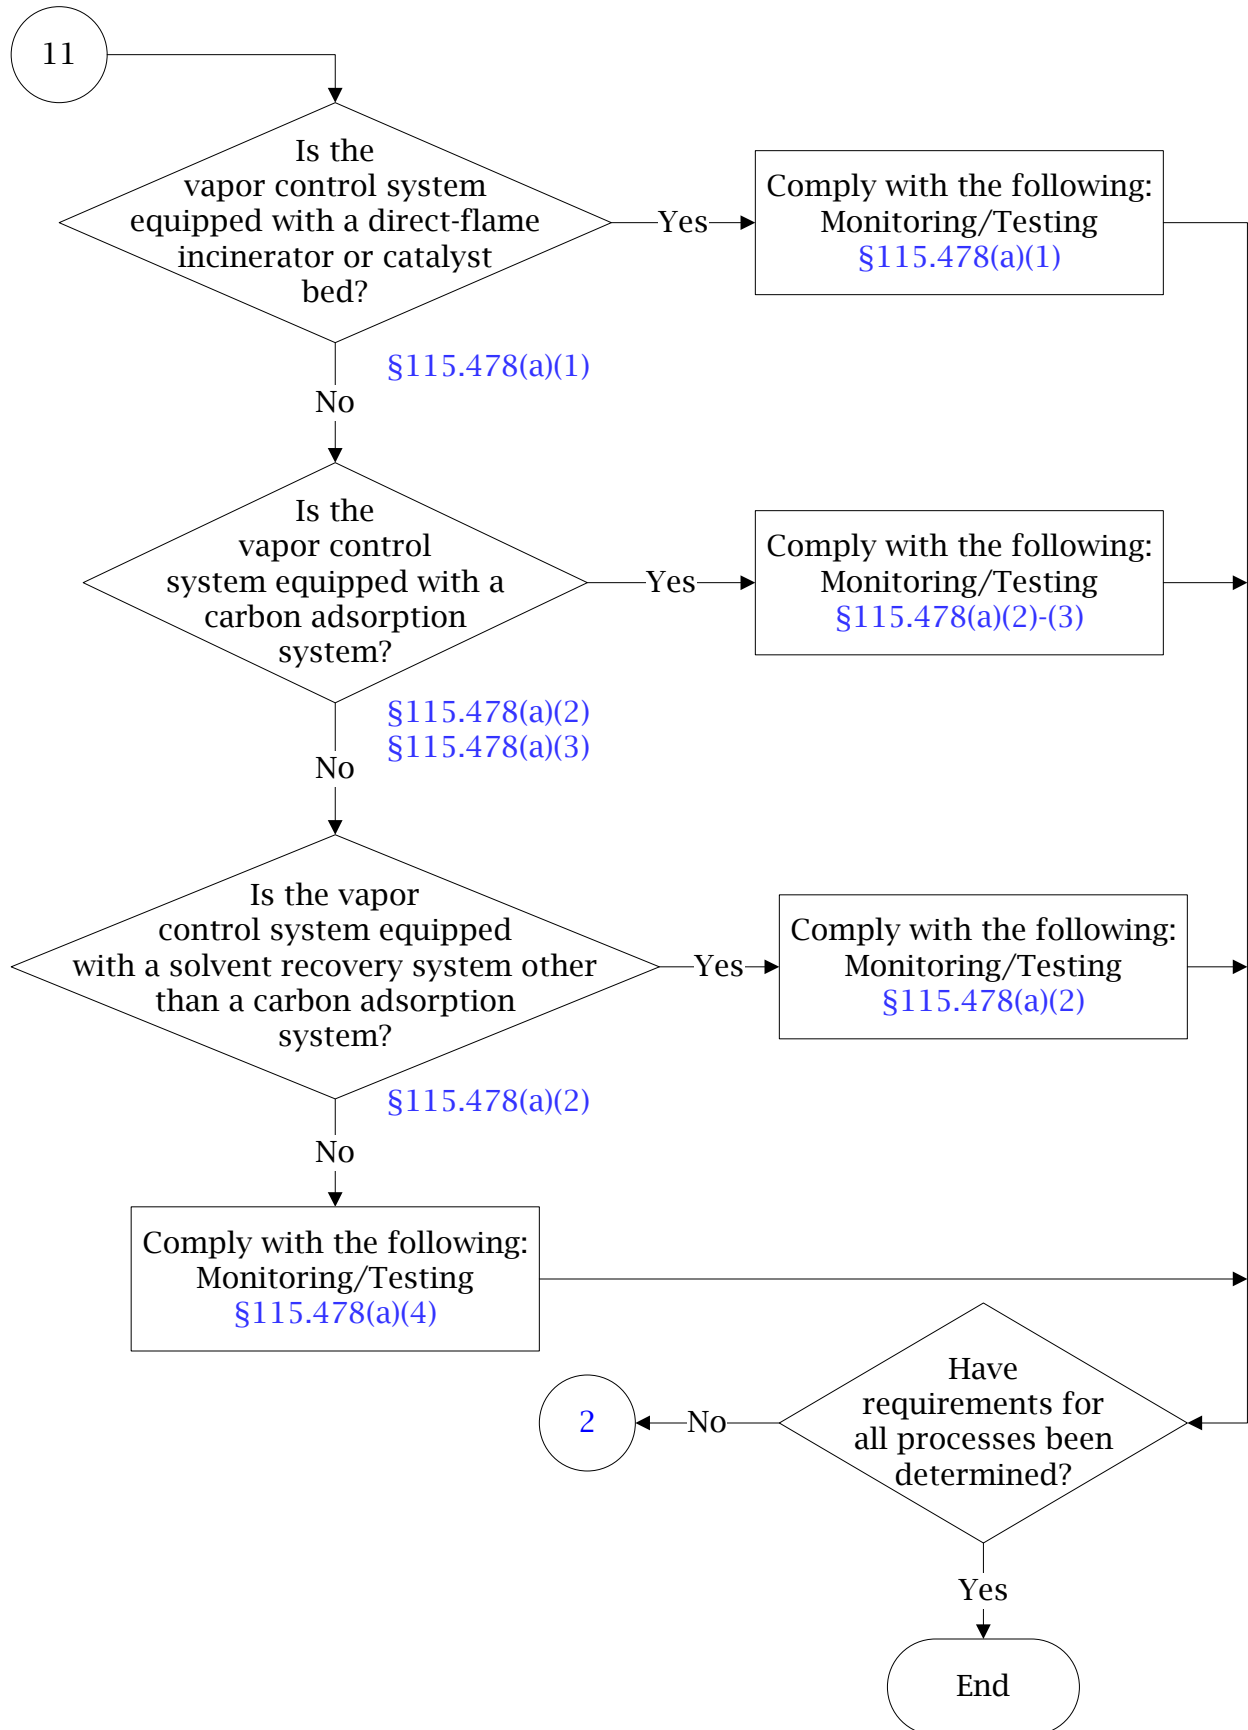 11
Is the
vapor control system
equipped with a direct-flame
incinerator or catalyst
bed?
Yes
Comply with the following:
Monitoring/Testing
§115.478(a)(1)
§115.478(a)(1)
No
Is the
vapor control
system equipped with a
carbon adsorption
system?
Yes
Comply with the following:
Monitoring/Testing
§115.478(a)(2)-(3)
§115.478(a)(2)
§115.478(a)(3)
No
Is the vapor
control system equipped
with a solvent recovery system other
than a carbon adsorption
system?
Yes
Comply with the following:
Monitoring/Testing
§115.478(a)(2)
§115.478(a)(2)
No
Comply with the following:
Monitoring/Testing
§115.478(a)(4)
Have
requirements for
all processes been
determined?
No
2
Yes
End